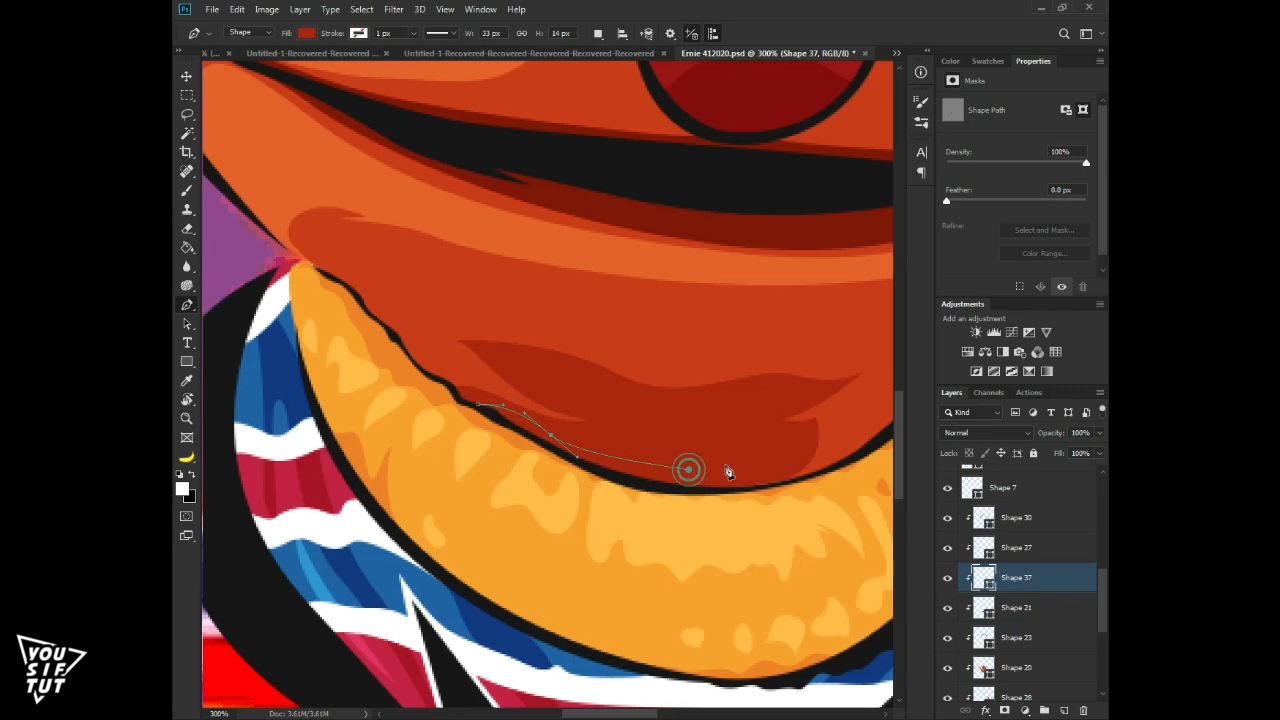 Ps File Edit Image Layer Type Select Filter 3D View Window Help
Shape Fill: Stroke: 1 px W: 33 px H: 14 px
% (... × Untitled-1-Recovered-Recovered ... × Untitled-1-Recovered-Recovered-Recovered × Ernie 412020.psd @ 300% (Shape 37, RGB/8) * ×
Color Swatches Properties
Masks
Shape Path
Density: 100%
Feather: 0.0 px
Refine: Select and Mask...
Color Range...
Adjustments
Add an adjustment
Layers Channels Actions
Kind
Normal Opacity: 100%
Lock: Fill: 100%
Shape 7
Shape 30
Shape 27
Shape 37
Shape 21
Shape 23
Shape 20
Shape 28
300% Doc: 3.61M/3.61M
YOU
SIF
TUT